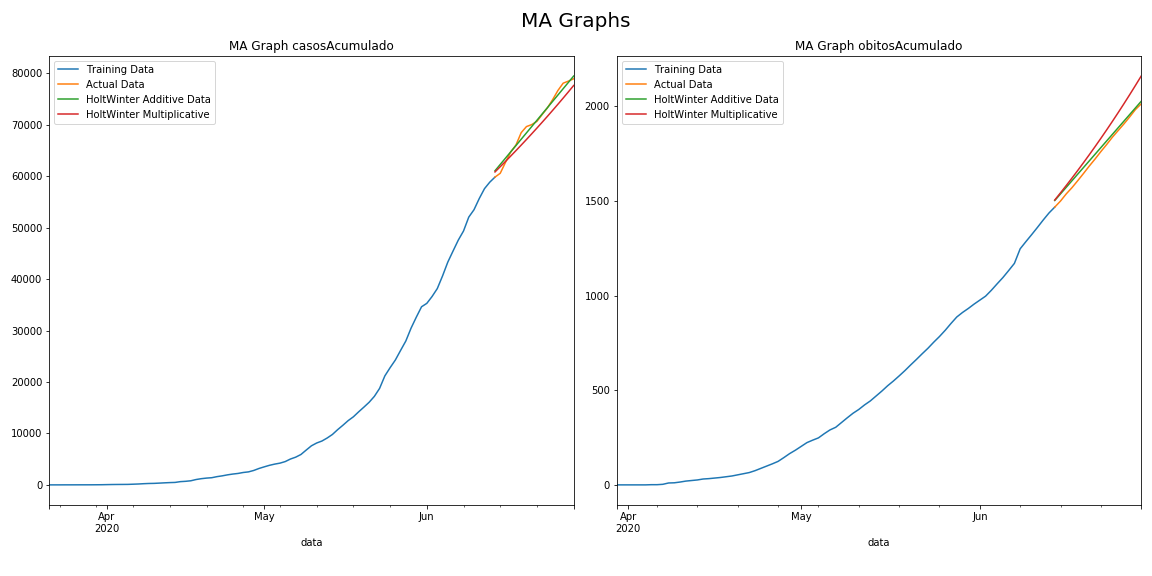 MA Graphs
MA Graph casosAcumulado
Training Data
Actual Data
HoltWinter Additive Data
HoltWinter Multiplicative
80000
70000
60000
50000
40000
30000
20000
10000
0
Apr
2020
May
Jun
data
MA Graph obitosAcumulado
Training Data
Actual Data
HoltWinter Additive Data
HoltWinter Multiplicative
2000
1500
1000
500
0
Apr
2020
May
Jun
data